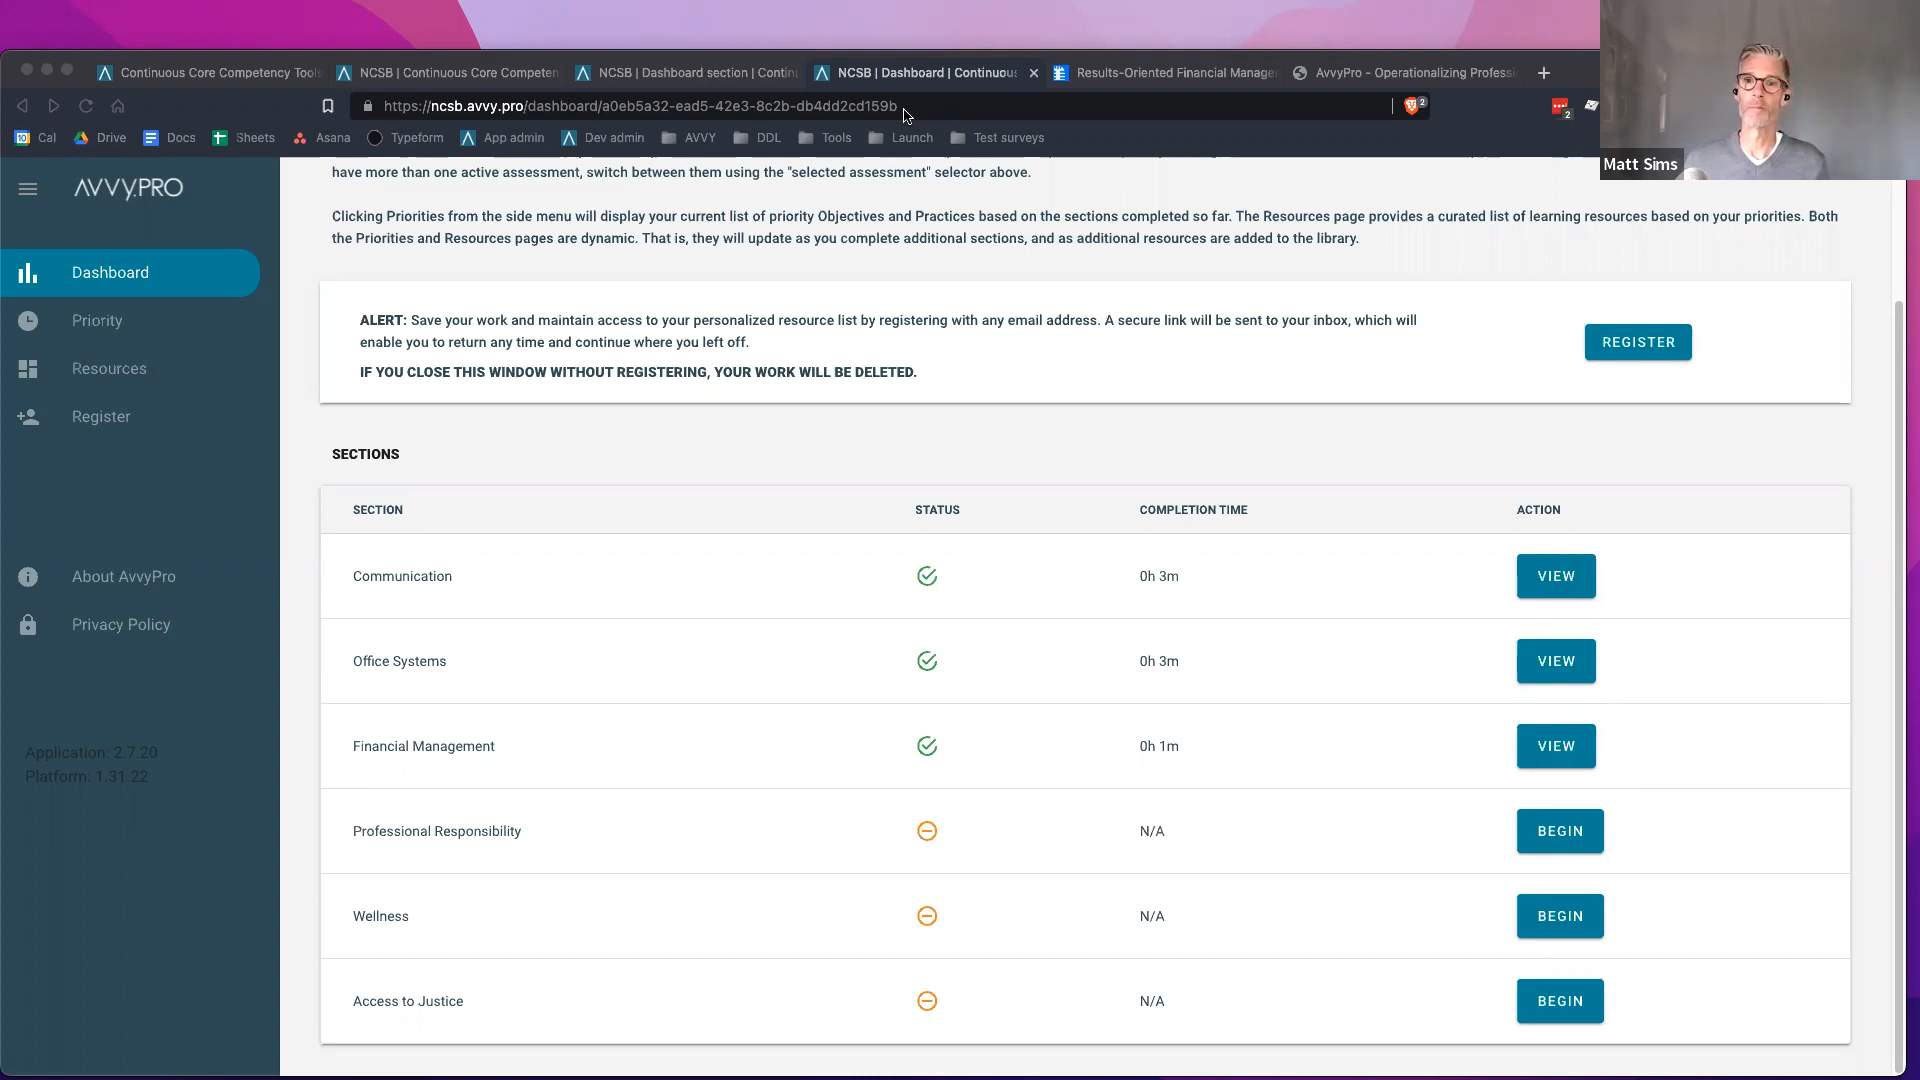 Continuous Core Competency Tools
NCSB | Continuous Core Competen
NCSB | Dashboard section | Contin
NCSB | Dashboard | Continuous
Results-Oriented Financial Manage
AvvyPro - Operationalizing Profess
https://ncsb.avvy.pro/dashboard/a0eb5a32-ead5-42e3-8c2b-db4dd2cd159b
2
2
Cal
Drive
Docs
Sheets
Asana
Typeform
App admin
Dev admin
AVVY
DDL
Tools
Launch
Test surveys
Matt Sims
AVVY.PRO
Dashboard
Priority
Resources
Register
About AvvyPro
Privacy Policy
Application: 2.7.20
Platform: 1.31.22
have more than one active assessment, switch between them using the "selected assessment" selector above.
Clicking Priorities from the side menu will display your current list of priority Objectives and Practices based on the sections completed so far. The Resources page provides a curated list of learning resources based on your priorities. Both
the Priorities and Resources pages are dynamic. That is, they will update as you complete additional sections, and as additional resources are added to the library.
ALERT: Save your work and maintain access to your personalized resource list by registering with any email address. A secure link will be sent to your inbox, which will
enable you to return any time and continue where you left off.
IF YOU CLOSE THIS WINDOW WITHOUT REGISTERING, YOUR WORK WILL BE DELETED.
REGISTER
SECTIONS
SECTION STATUS COMPLETION TIME ACTION
Communication 0h 3m VIEW
Office Systems 0h 3m VIEW
Financial Management 0h 1m VIEW
Professional Responsibility N/A BEGIN
Wellness N/A BEGIN
Access to Justice N/A BEGIN